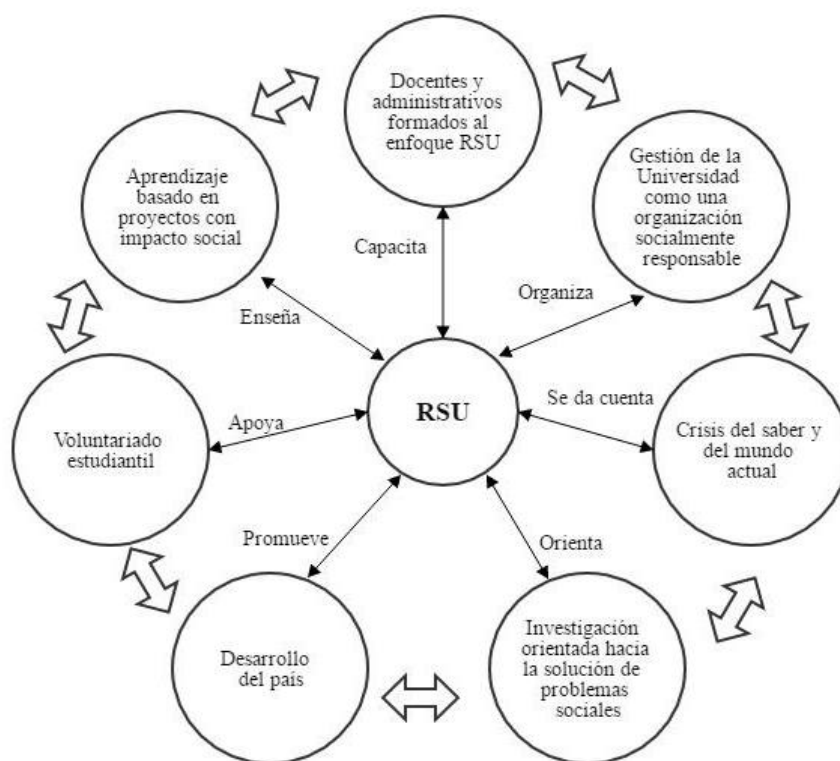 Docentes y
administrativos
formados al
enfoque RSU
Aprendizaje
basado en
proyectos con
impacto social
Gestión de la
Universidad
como una
organización
socialmente
responsable
Capacita
Enseña
Organiza
RSU
Apoya
Se da cuenta
Voluntariado
estudiantil
Crisis del saber y
del mundo
actual
Promueve
Orienta
Desarrollo
del país
Investigación
orientada hacia
la solución de
problemas
sociales